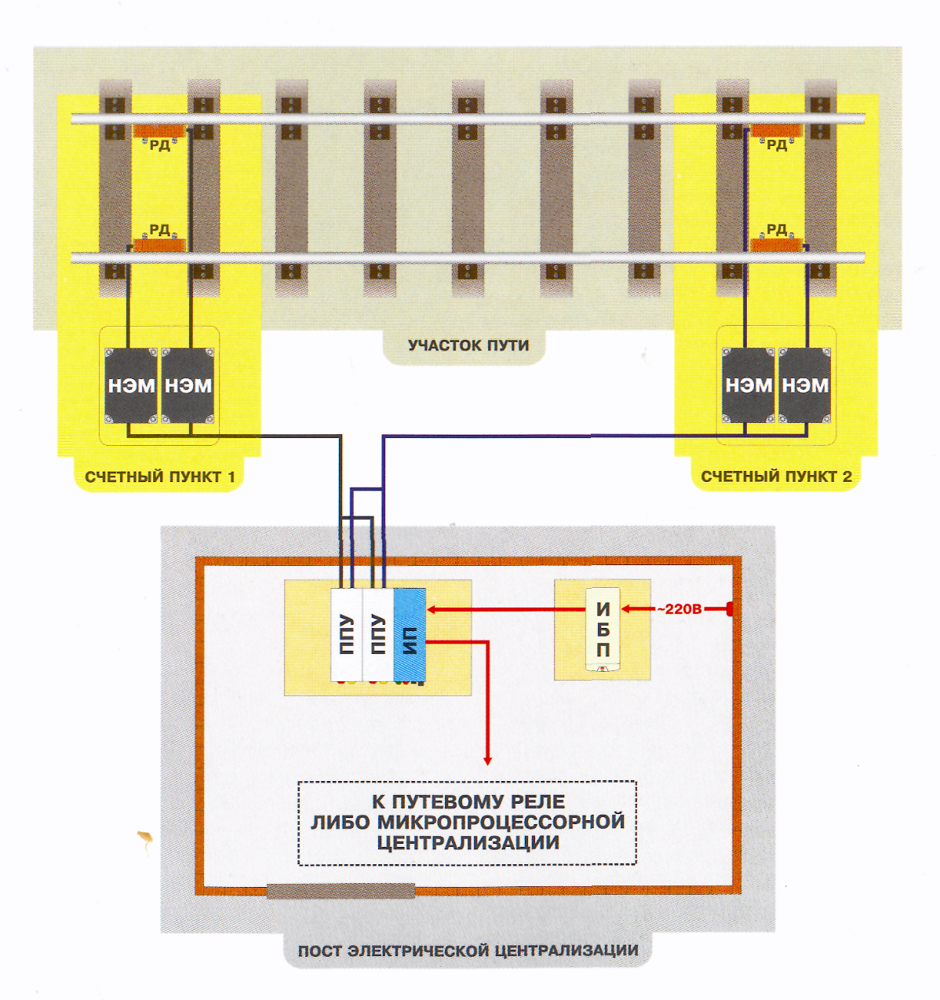 РД
РД
РД
РД
УЧАСТОК ПУТИ
НЭМ
НЭМ
НЭМ
НЭМ
СЧЕТНЫЙ ПУНКТ 1
СЧЕТНЫЙ ПУНКТ 2
ППУ
ППУ
ИП
ИБП
~220В
К ПУТЕВОМУ РЕЛЕ
ЛИБО МИКРОПРОЦЕССОРНОЙ
ЦЕНТРАЛИЗАЦИИ
ПОСТ ЭЛЕКТРИЧЕСКОЙ ЦЕНТРАЛИЗАЦИИ